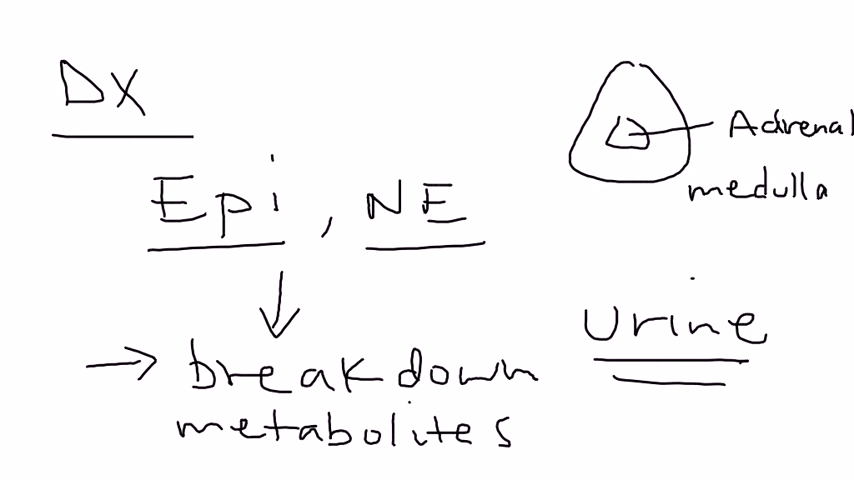 DX
Adrenal
medulla
Epi, NE
Urine
→ breakdown
metabolites